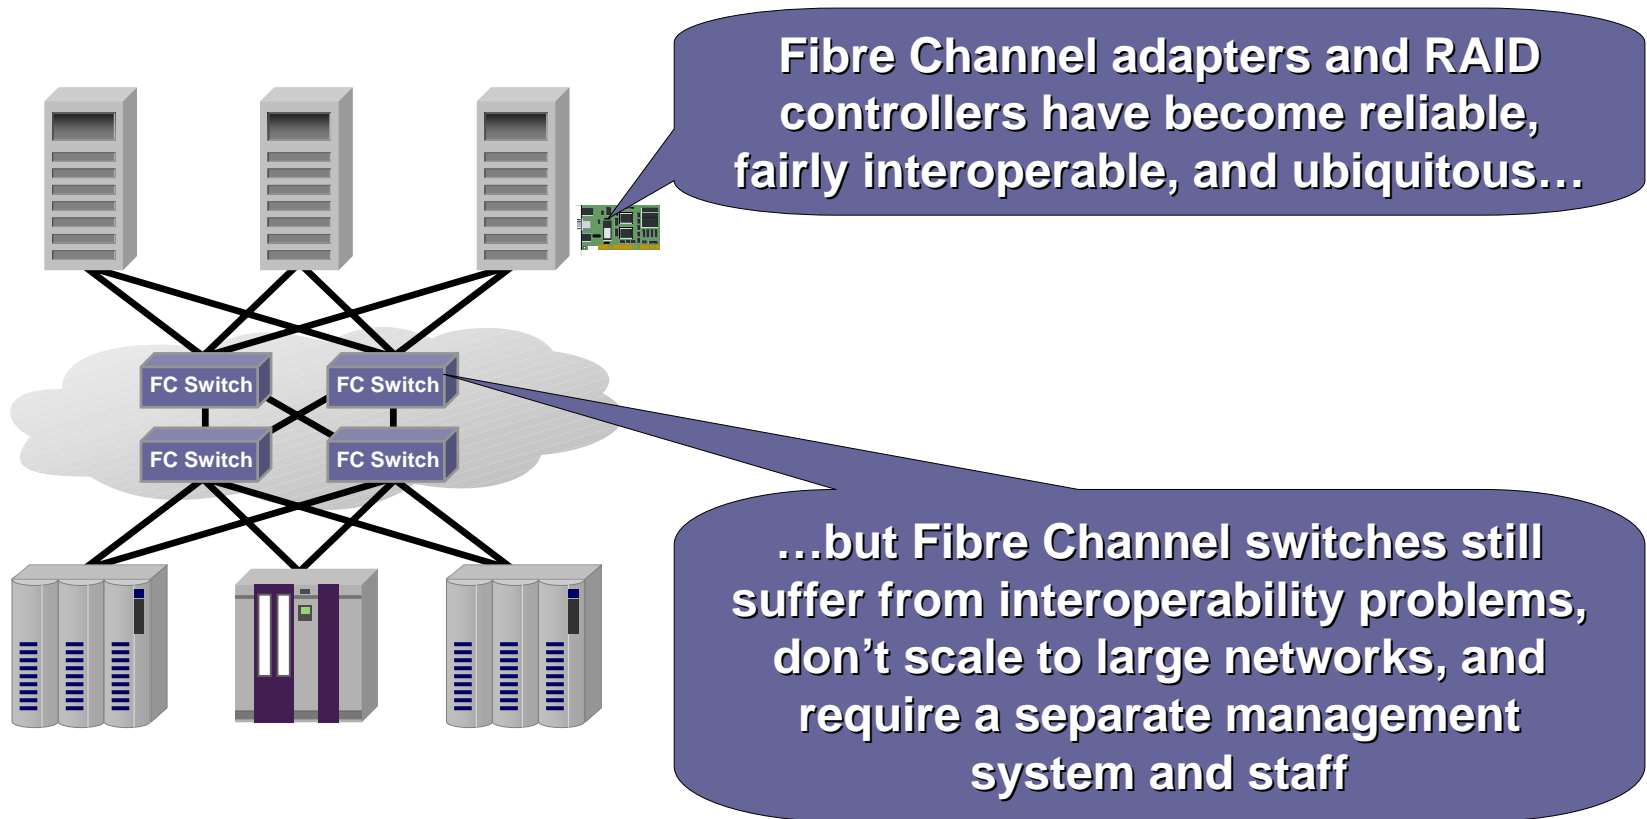 Fibre Channel adapters and RAID
controllers have become reliable,
fairly interoperable, and ubiquitous…
FC Switch
FC Switch
FC Switch
FC Switch
…but Fibre Channel switches still
suffer from interoperability problems,
don’t scale to large networks, and
require a separate management
system and staff